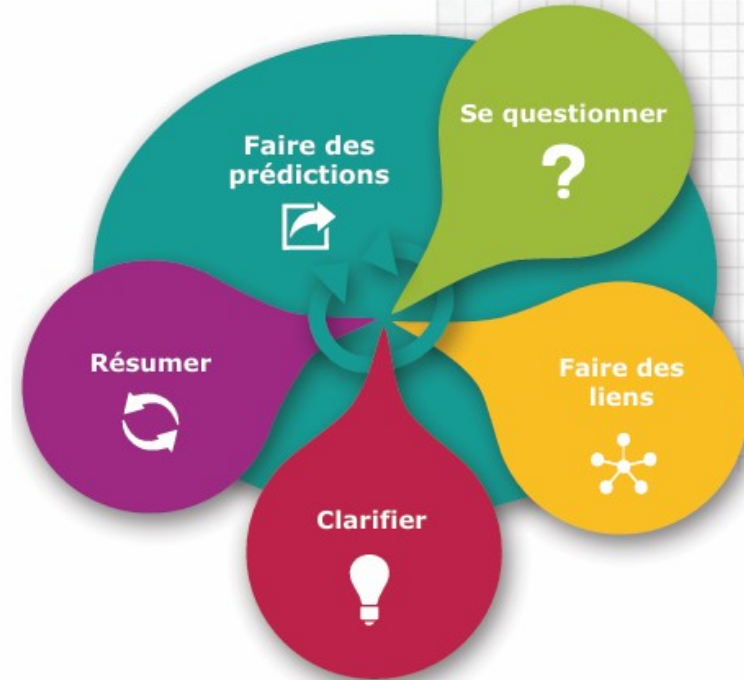 Faire des
prédictions
Se questionner
?
Faire des
liens
Clarifier
Résumer